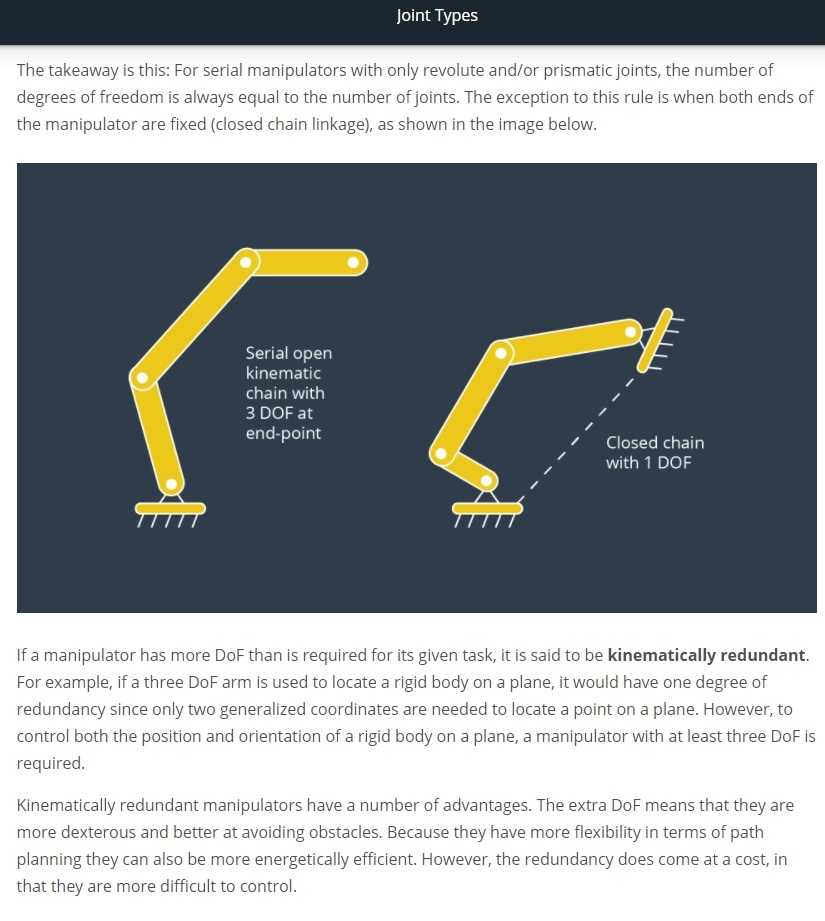 Joint Types
The takeaway is this: For serial manipulators with only revolute and/or prismatic joints, the number of
degrees of freedom is always equal to the number of joints. The exception to this rule is when both ends of
the manipulator are fixed (closed chain linkage), as shown in the image below.
Serial open
kinematic
chain with
3 DOF at
end-point
Closed chain
with 1 DOF
If a manipulator has more DoF than is required for its given task, it is said to be kinematically redundant.
For example, if a three DoF arm is used to locate a rigid body on a plane, it would have one degree of
redundancy since only two generalized coordinates are needed to locate a point on a plane. However, to
control both the position and orientation of a rigid body on a plane, a manipulator with at least three DoF is
required.
Kinematically redundant manipulators have a number of advantages. The extra DoF means that they are
more dexterous and better at avoiding obstacles. Because they have more flexibility in terms of path
planning they can also be more energetically efficient. However, the redundancy does come at a cost, in
that they are more difficult to control.